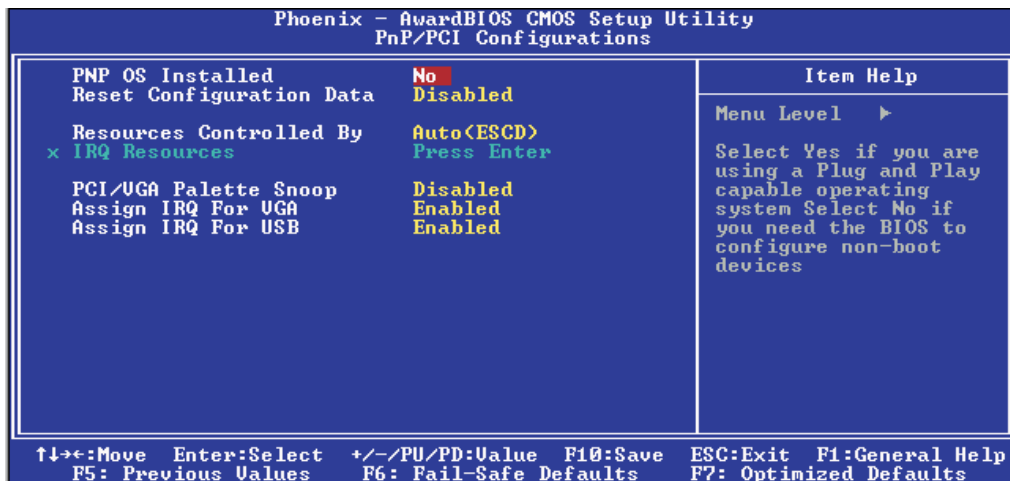 Phoenix - AwardBIOS CMOS Setup Utility
PnP/PCI Configurations
PNP OS Installed No
Reset Configuration Data Disabled
Resources Controlled By Auto(ESCD)
x IRQ Resources Press Enter
PCI/VGA Palette Snoop Disabled
Assign IRQ For VGA Enabled
Assign IRQ For USB Enabled
Item Help
Menu Level ►
Select Yes if you are
using a Plug and Play
capable operating
system Select No if
you need the BIOS to
configure non-boot
devices
↑↓→←:Move Enter:Select +/-/PU/PD:Value F10:Save ESC:Exit F1:General Help
F5: Previous Values F6: Fail-Safe Defaults F7: Optimized Defaults